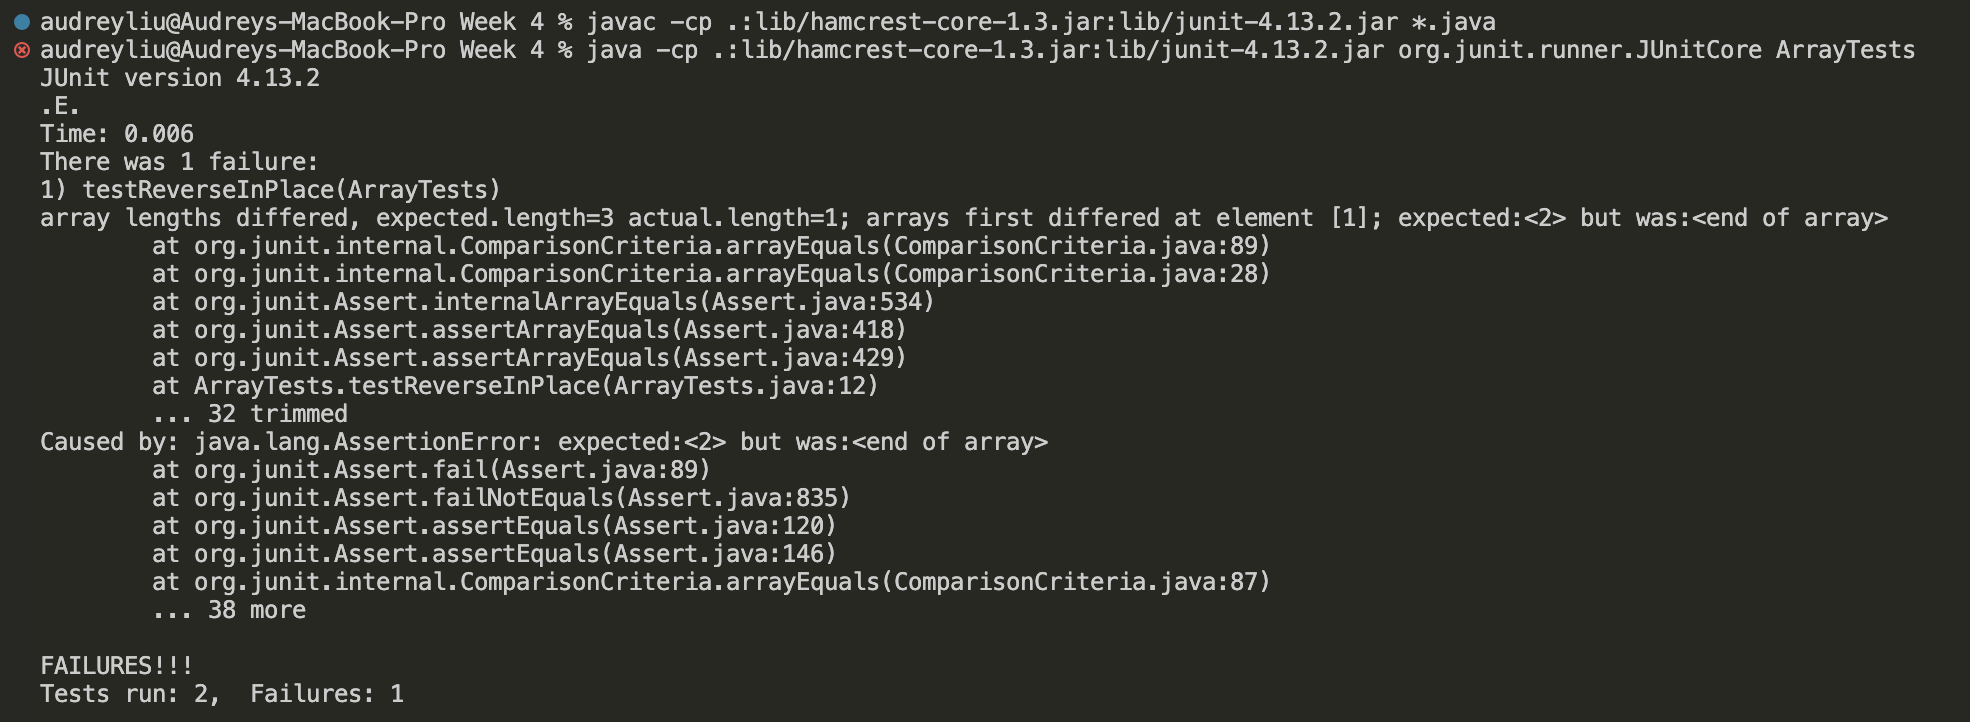 audreyliu@Audreys-MacBook-Pro Week 4 % javac -cp .:lib/hamcrest-core-1.3.jar:lib/junit-4.13.2.jar *.java
audreyliu@Audreys-MacBook-Pro Week 4 % java -cp .:lib/hamcrest-core-1.3.jar:lib/junit-4.13.2.jar org.junit.runner.JUnitCore ArrayTests
JUnit version 4.13.2
.E.
Time: 0.006
There was 1 failure:
1) testReverseInPlace(ArrayTests)
array lengths differed, expected.length=3 actual.length=1; arrays first differed at element [1]; expected:<2> but was:<end of array>
        at org.junit.internal.ComparisonCriteria.arrayEquals(ComparisonCriteria.java:89)
        at org.junit.internal.ComparisonCriteria.arrayEquals(ComparisonCriteria.java:28)
        at org.junit.Assert.internalArrayEquals(Assert.java:534)
        at org.junit.Assert.assertArrayEquals(Assert.java:418)
        at org.junit.Assert.assertArrayEquals(Assert.java:429)
        at ArrayTests.testReverseInPlace(ArrayTests.java:12)
        ... 32 trimmed
Caused by: java.lang.AssertionError: expected:<2> but was:<end of array>
        at org.junit.Assert.fail(Assert.java:89)
        at org.junit.Assert.failNotEquals(Assert.java:835)
        at org.junit.Assert.assertEquals(Assert.java:120)
        at org.junit.Assert.assertEquals(Assert.java:146)
        at org.junit.internal.ComparisonCriteria.arrayEquals(ComparisonCriteria.java:87)
        ... 38 more

FAILURES!!!
Tests run: 2,  Failures: 1